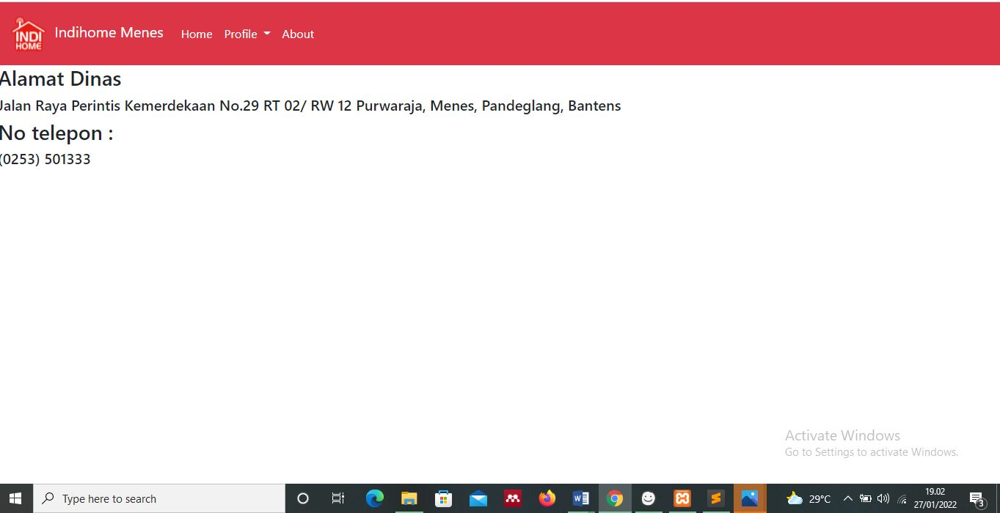 INDI
HOME
Indihome Menes
Home
Profile
About
Alamat Dinas
Jalan Raya Perintis Kemerdekaan No.29 RT 02/ RW 12 Purwaraja, Menes, Pandeglang, Bantens
No telepon :
(0253) 501333
Activate Windows
Go to Settings to activate Windows.
Type here to search
W
29°C
19.02
27/01/2022
3